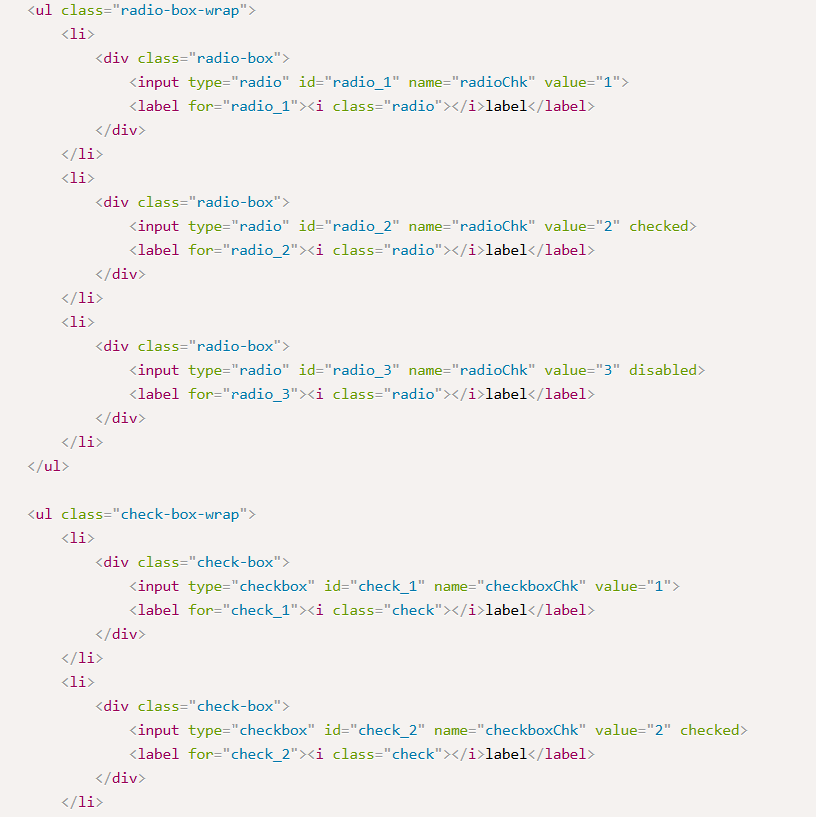 <ul class="radio-box-wrap">
    <li>
        <div class="radio-box">
            <input type="radio" id="radio_1" name="radioChk" value="1">
            <label for="radio_1"><i class="radio"></i>label</label>
        </div>
    </li>
    <li>
        <div class="radio-box">
            <input type="radio" id="radio_2" name="radioChk" value="2" checked>
            <label for="radio_2"><i class="radio"></i>label</label>
        </div>
    </li>
    <li>
        <div class="radio-box">
            <input type="radio" id="radio_3" name="radioChk" value="3" disabled>
            <label for="radio_3"><i class="radio"></i>label</label>
        </div>
    </li>
</ul>

<ul class="check-box-wrap">
    <li>
        <div class="check-box">
            <input type="checkbox" id="check_1" name="checkboxChk" value="1">
            <label for="check_1"><i class="check"></i>label</label>
        </div>
    </li>
    <li>
        <div class="check-box">
            <input type="checkbox" id="check_2" name="checkboxChk" value="2" checked>
            <label for="check_2"><i class="check"></i>label</label>
        </div>
    </li>